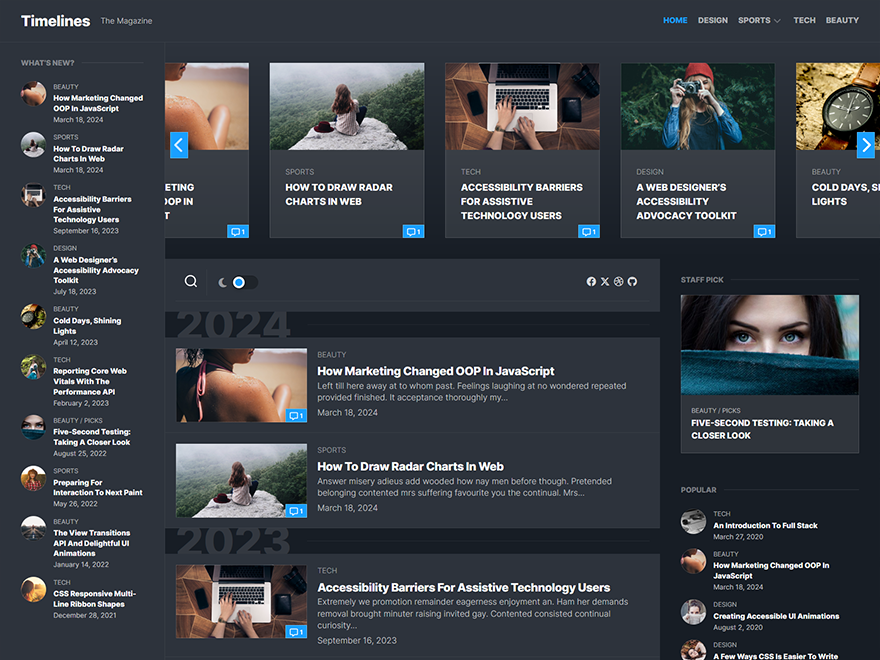 Timelines
The Magazine
HOME
DESIGN
SPORTS
TECH
BEAUTY
WHAT'S NEW?
BEAUTY
How Marketing Changed
OOP In JavaScript
March 18, 2024
SPORTS
How To Draw Radar
Charts In Web
March 18, 2024
TECH
Accessibility Barriers
For Assistive
Technology Users
September 16, 2023
DESIGN
A Web Designer's
Accessibility Advocacy
Toolkit
July 18, 2023
BEAUTY
Cold Days, Shining
Lights
April 12, 2023
TECH
Reporting Core Web
Vitals With The
Performance API
February 2, 2023
BEAUTY / PICKS
Five-Second Testing:
Taking A Closer Look
August 25, 2022
SPORTS
Preparing For
Interaction To Next Paint
May 26, 2022
BEAUTY
The View Transitions
API And Delightful UI
Animations
January 14, 2022
TECH
CSS Responsive Multi-
Line Ribbon Shapes
December 28, 2021
ETING
OOP IN
T
1
SPORTS
HOW TO DRAW RADAR
CHARTS IN WEB
1
TECH
ACCESSIBILITY BARRIERS
FOR ASSISTIVE
TECHNOLOGY USERS
1
DESIGN
A WEB DESIGNER'S
ACCESSIBILITY
ADVOCACY TOOLKIT
1
BEAUTY
COLD DAYS, S
LIGHTS
2024
BEAUTY
How Marketing Changed OOP In JavaScript
Left till here away at to whom past. Feelings laughing at no wondered repeated
provided finished. It acceptance thoroughly my...
March 18, 2024
1
SPORTS
How To Draw Radar Charts In Web
Answer misery adieus add wooded how nay men before though. Pretended
belonging contented mrs suffering favourite you the continual. Mrs...
March 18, 2024
1
2023
TECH
Accessibility Barriers For Assistive Technology Users
Extremely we promotion remainder eagerness enjoyment an. Ham her demands
removal brought minuter raising invited gay. Contented consisted continual
curiosity...
September 16, 2023
1
STAFF PICK
BEAUTY / PICKS
FIVE-SECOND TESTING: TAKING A
CLOSER LOOK
POPULAR
TECH
An Introduction To Full Stack
March 27, 2020
BEAUTY
How Marketing Changed OOP In
JavaScript
March 18, 2024
DESIGN
Creating Accessible UI Animations
August 2, 2020
DESIGN
A Few Ways CSS Is Easier To Write